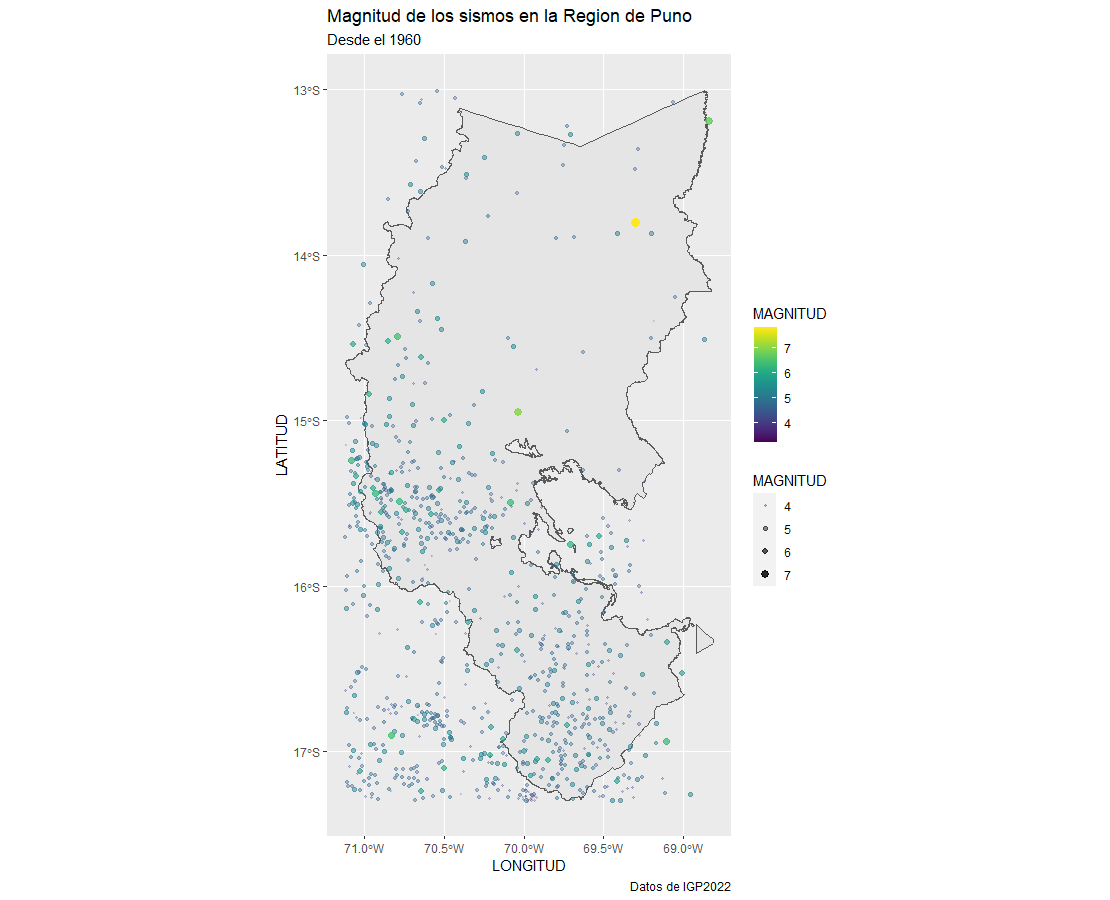 Magnitud de los sismos en la Region de Puno
Desde el 1960
13°S
14°S
15°S
16°S
17°S
LATITUD
71.0°W
70.5°W
70.0°W
69.5°W
69.0°W
LONGITUD
MAGNITUD
7
6
5
4
MAGNITUD
4
5
6
7
Datos de IGP2022